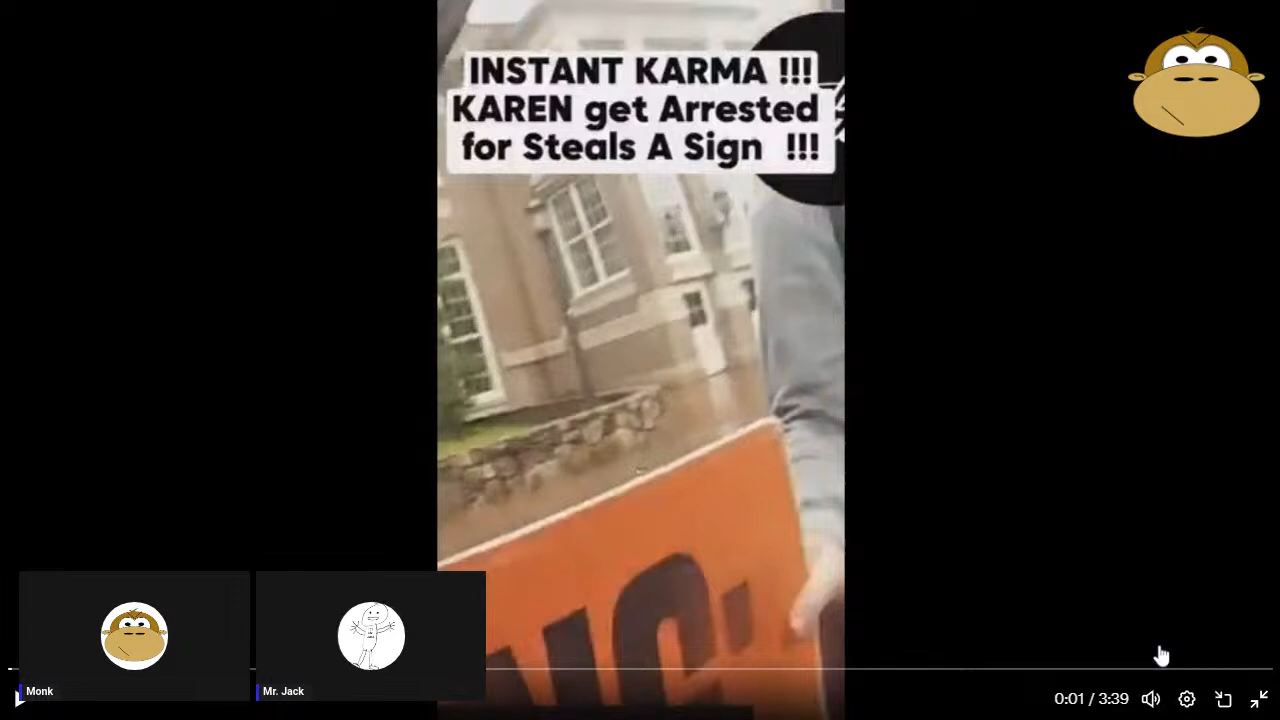 INSTANT KARMA !!!
KAREN get Arrested
for Steals A Sign !!!
Monk
Mr. Jack
0:01 / 3:39